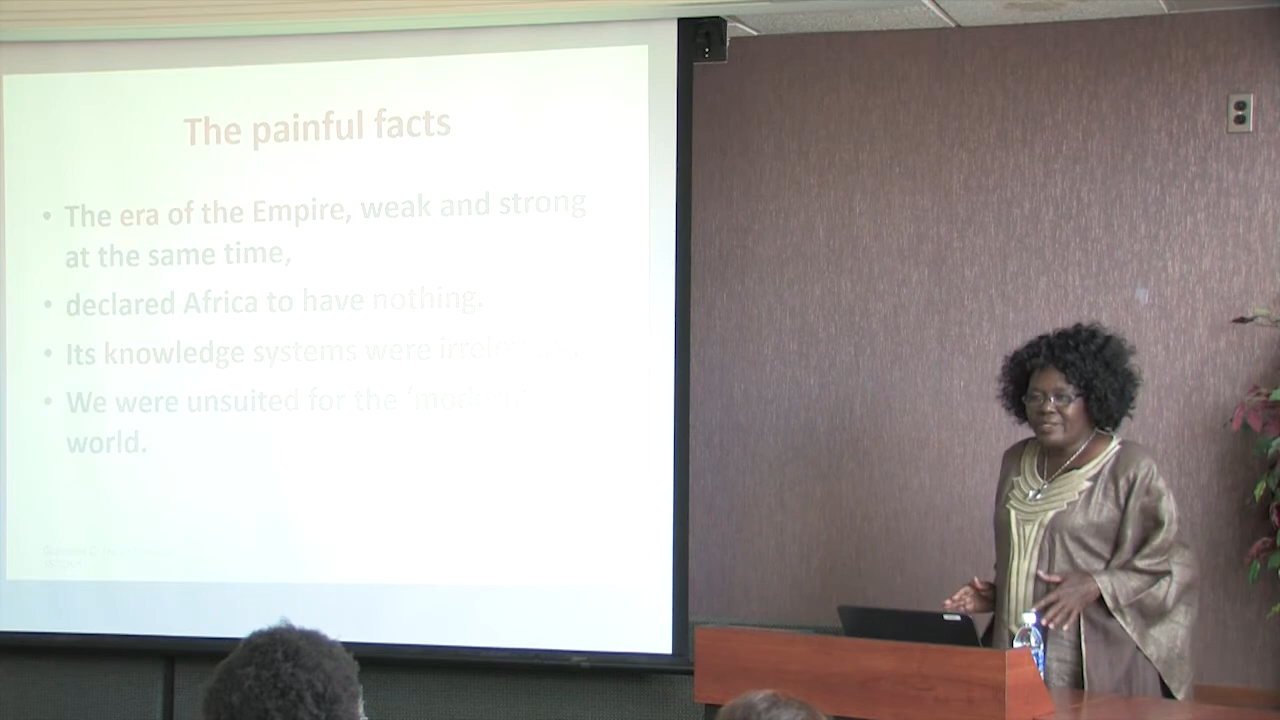 The painful facts
• The era of the Empire, weak and strong
at the same time,
• declared Africa to have nothing.
• Its knowledge systems were
• We were unsuited for the
world.